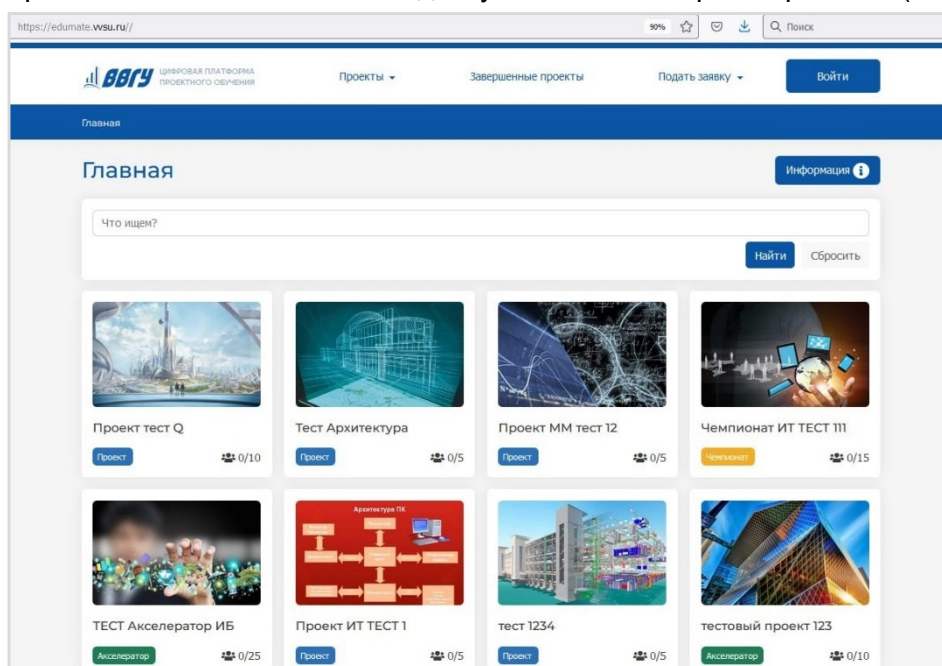 https://edumate.vvsu.ru//
90%
Поиск
ВВГУ
ЦИФРОВАЯ ПЛАТФОРМА
ПРОЕКТНОГО ОБУЧЕНИЯ
Проекты
Завершенные проекты
Подать заявку
Войти
Главная
Главная
Информация
Что ищем?
Найти Сбросить
Проект тест Q
Тест Архитектура
Проект ММ тест 12
Чемпионат ИТ ТЕСТ 111
Проект 0/10
Проект 0/5
Проект 0/5
Чемпионат 0/15
Архитектура ПК
ТЕСТ Акселератор ИБ
Проект ИТ ТЕСТ 1
тест 1234
тестовый проект 123
Акселератор 0/25
Проект 0/5
Проект 0/5
Акселератор 0/10